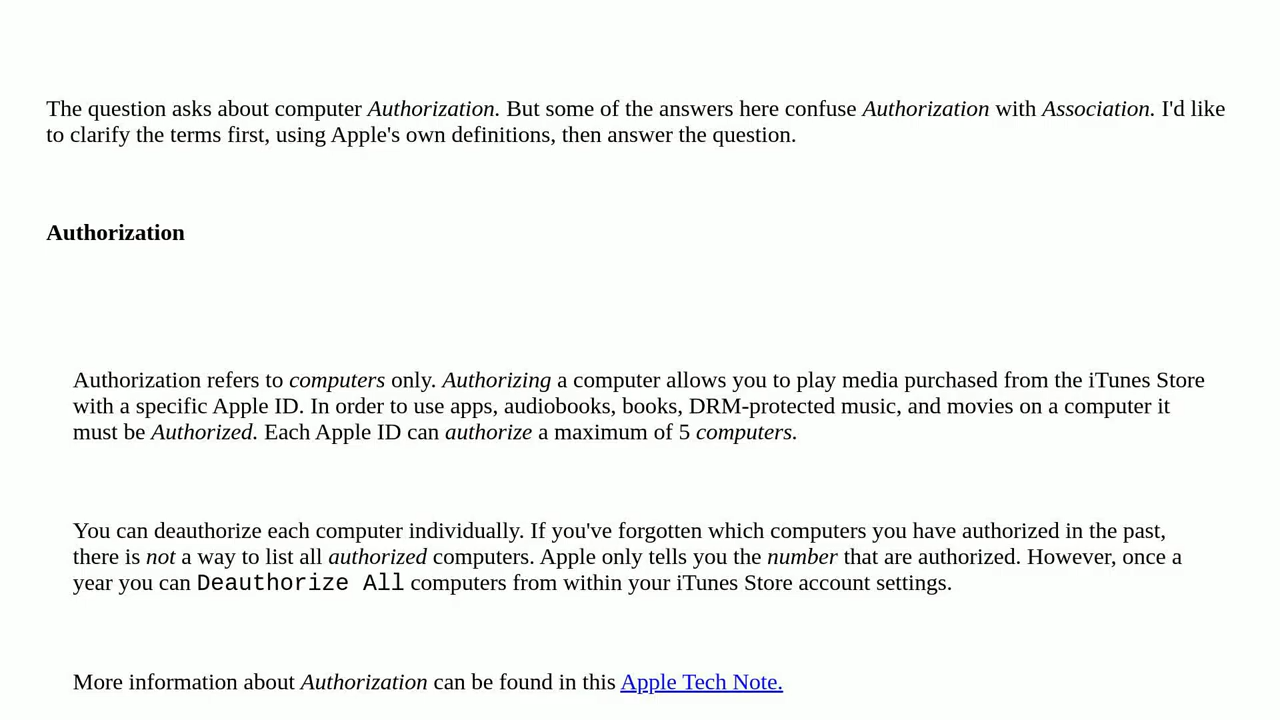 The question asks about computer Authorization. But some of the answers here confuse Authorization with Association. I'd like
to clarify the terms first, using Apple's own definitions, then answer the question.
Authorization
Authorization refers to computers only. Authorizing a computer allows you to play media purchased from the iTunes Store
with a specific Apple ID. In order to use apps, audiobooks, books, DRM-protected music, and movies on a computer it
must be Authorized. Each Apple ID can authorize a maximum of 5 computers.
You can deauthorize each computer individually. If you've forgotten which computers you have authorized in the past,
there is not a way to list all authorized computers. Apple only tells you the number that are authorized. However, once a
year you can Deauthorize All computers from within your iTunes Store account settings.
More information about Authorization can be found in this Apple Tech Note.